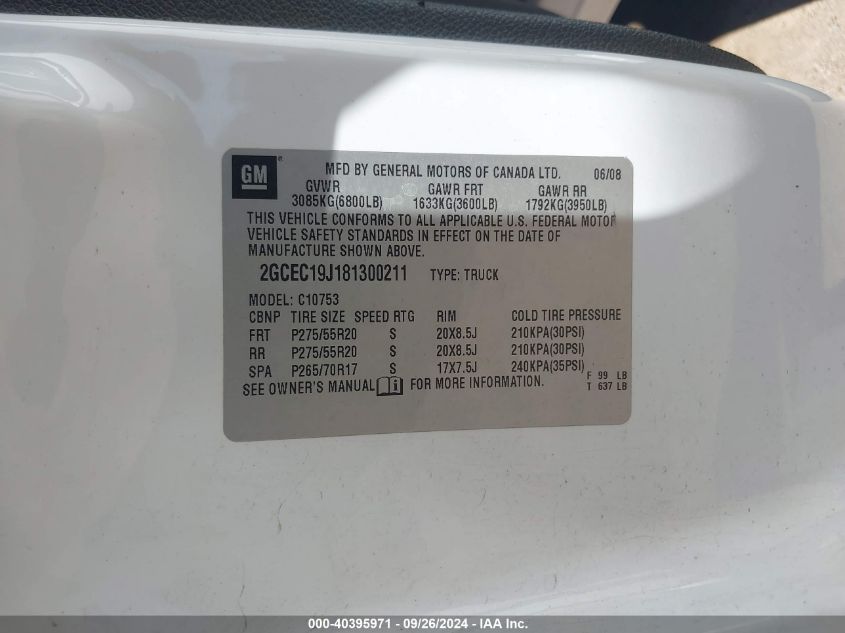 GM ® MFD BY GENERAL MOTORS OF CANADA LTD. 06/08
GVWR GAWR FRT GAWR RR
3085KG(6800LB) 1633KG(3600LB) 1792KG(3950LB)
THIS VEHICLE CONFORMS TO ALL APPLICABLE U.S. FEDERAL MOTOR
VEHICLE SAFETY STANDARDS IN EFFECT ON THE DATE OF
MANUFACTURE SHOWN ABOVE.
2GCEC19J181300211 TYPE: TRUCK
MODEL: C10753
CBNP TIRE SIZE SPEED RTG RIM COLD TIRE PRESSURE
FRT P275/55R20 S 20X8.5J 210KPA(30PSI)
RR P275/55R20 S 20X8.5J 210KPA(30PSI)
SPA P265/70R17 S 17X7.5J 240KPA(35PSI)
F 99 LB
SEE OWNER'S MANUAL i FOR MORE INFORMATION. T 637 LB
000-40395971 - 09/26/2024 - IAA Inc.